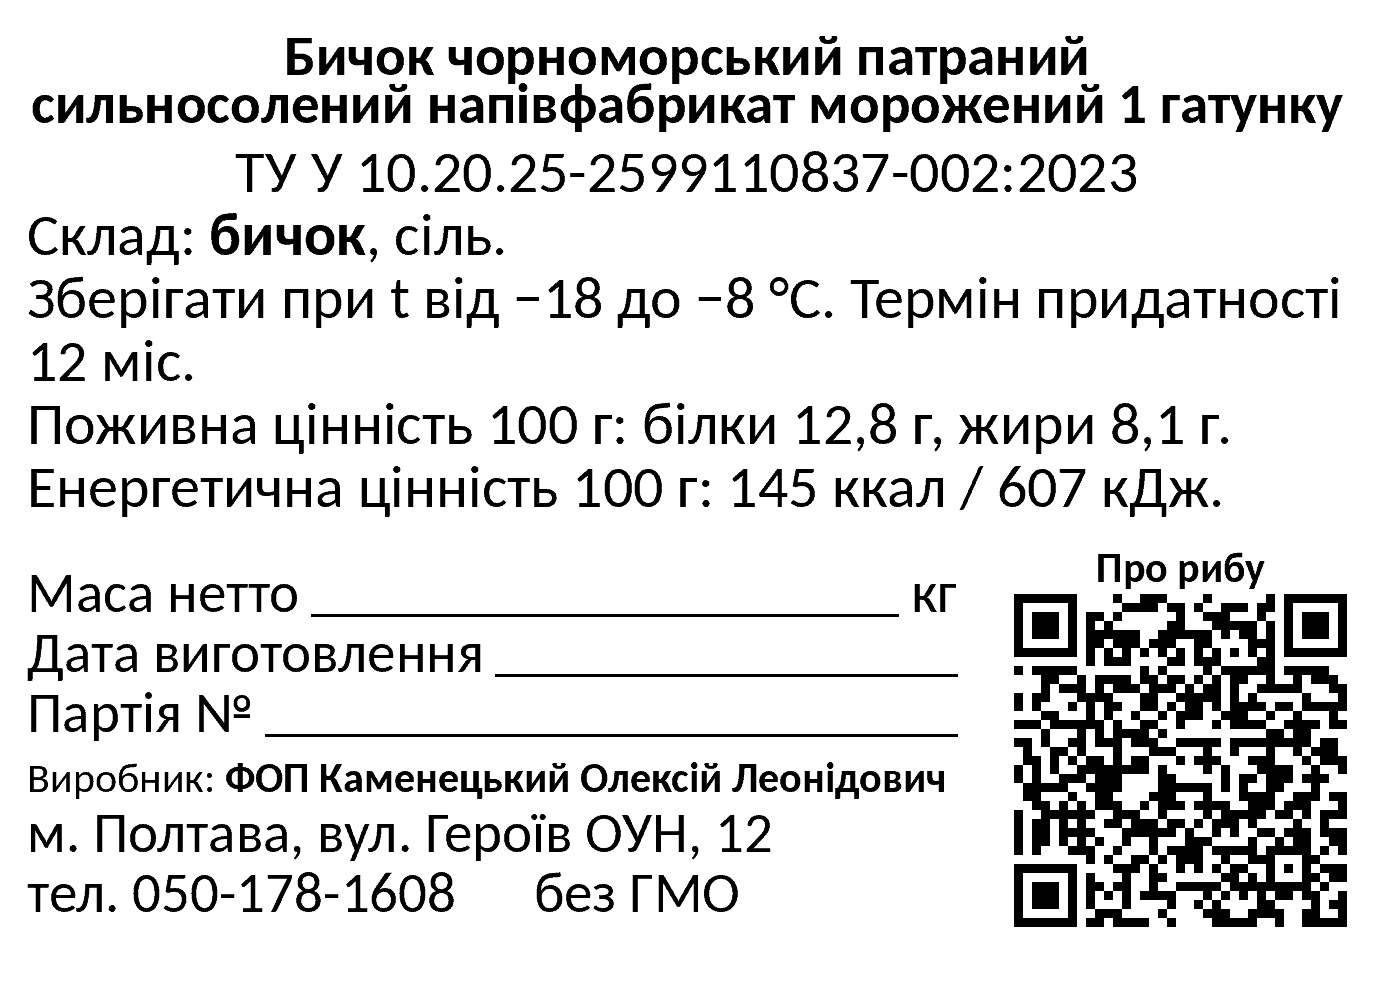 Бичок чорноморський патраний
сильносолений напівфабрикат морожений 1 гатунку
ТУ У 10.20.25-2599110837-002:2023
Склад: бичок, сіль.
Зберігати при t від −18 до −8 °С. Термін придатності
12 міс.
Поживна цінність 100 г: білки 12,8 г, жири 8,1 г.
Енергетична цінність 100 г: 145 ккал / 607 кДж.
Про рибу
Маса нетто ____ кг
Дата виготовлення ____
Партія № ____
Виробник: ФОП Каменецький Олексій Леонідович
м. Полтава, вул. Героїв ОУН, 12
тел. 050-178-1608 без ГМО